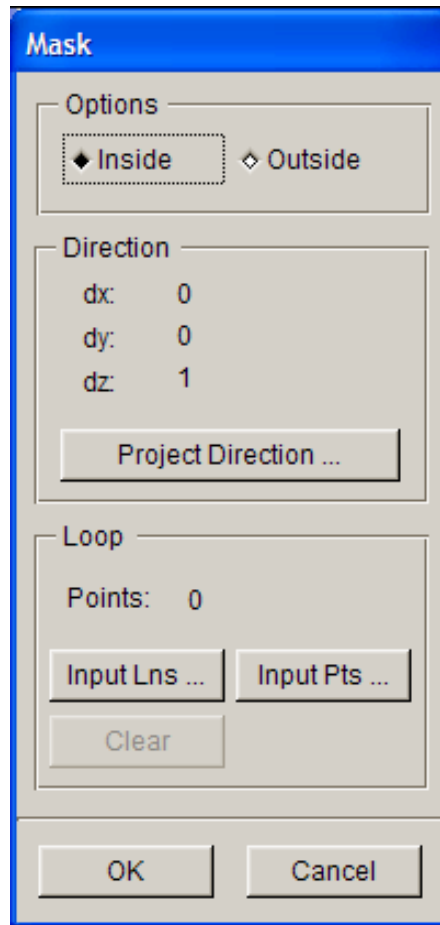 Mask
Options
Inside Outside
Direction
dx: 0
dy: 0
dz: 1
Project Direction ...
Loop
Points: 0
Input Lns ... Input Pts ...
Clear
OK Cancel